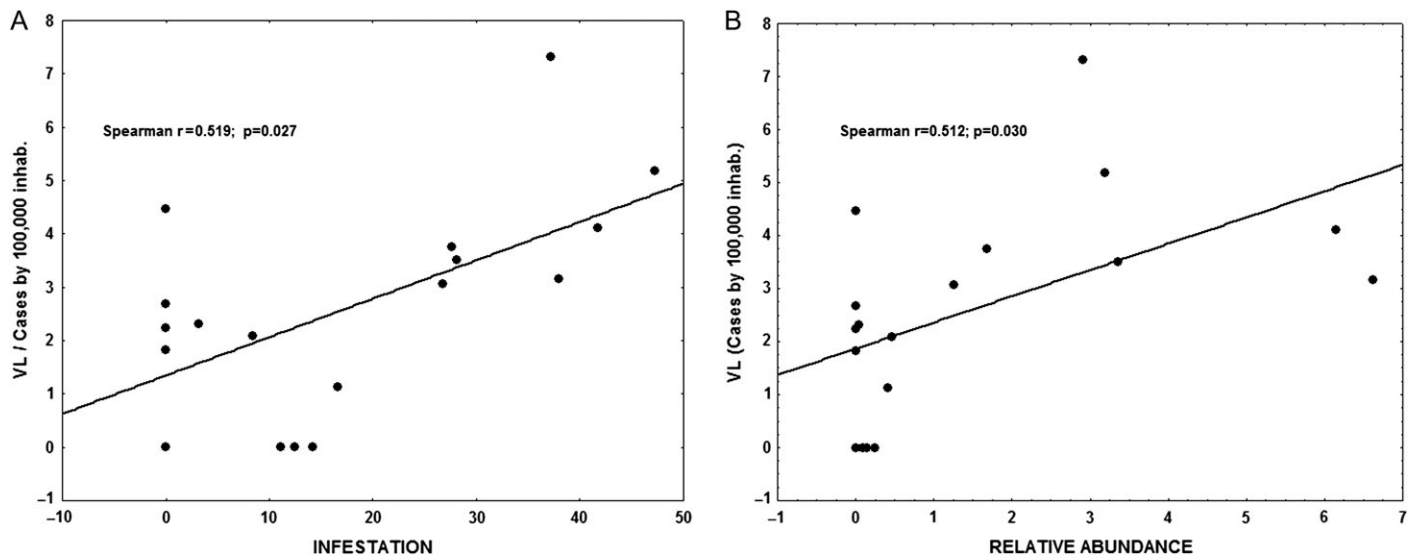 A
8
7
6
5
4
3
2
1
0
–1
VL / Cases by 100,000 inhab.
Spearman r=0.519; p=0.027
–10 0 10 20 30 40 50
INFESTATION
B
8
7
6
5
4
3
2
1
0
–1
VL (Cases by 100,000 inhab.)
Spearman r=0.512; p=0.030
–1 0 1 2 3 4 5 6 7
RELATIVE ABUNDANCE